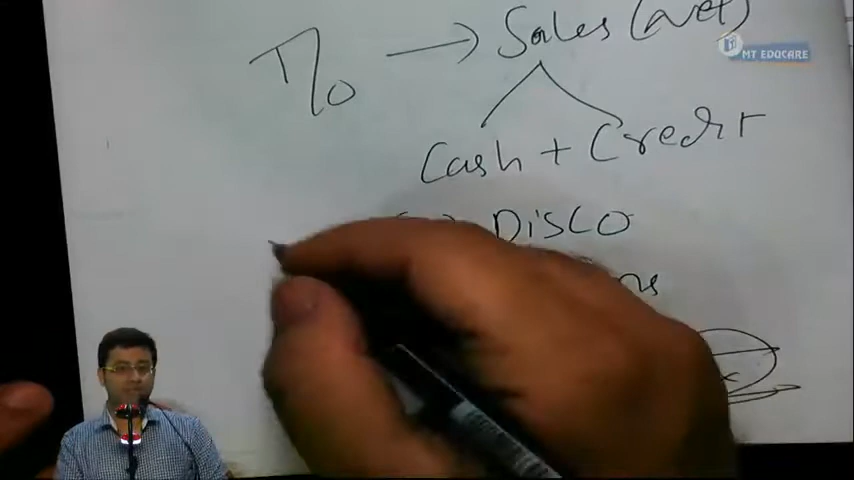 T/O → Sales (Net)
MT EDUCARE
Cash + Credit
DISCO